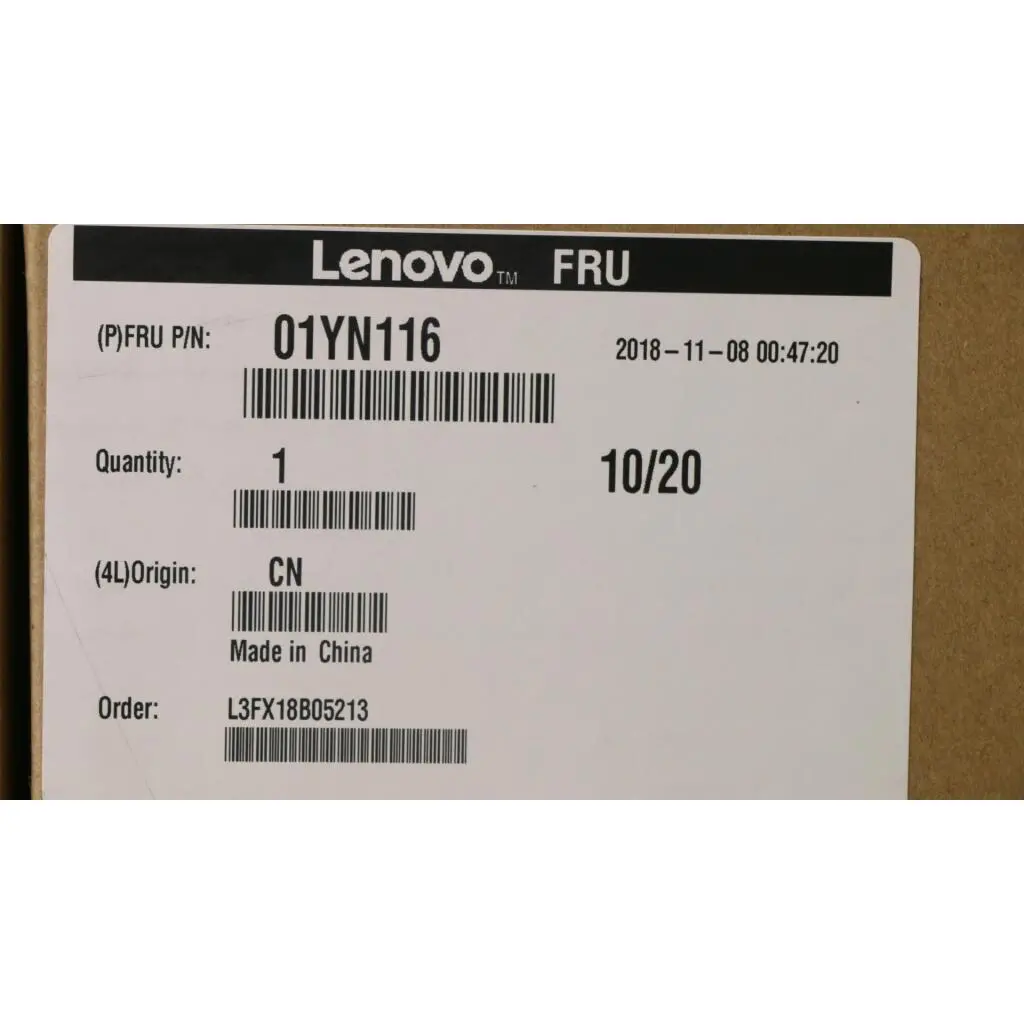 Lenovo™ FRU
(P)FRU P/N: 01YN116 2018-11-08 00:47:20
Quantity: 1 10/20
(4L)Origin: CN
Made in China
Order: L3FX18B05213